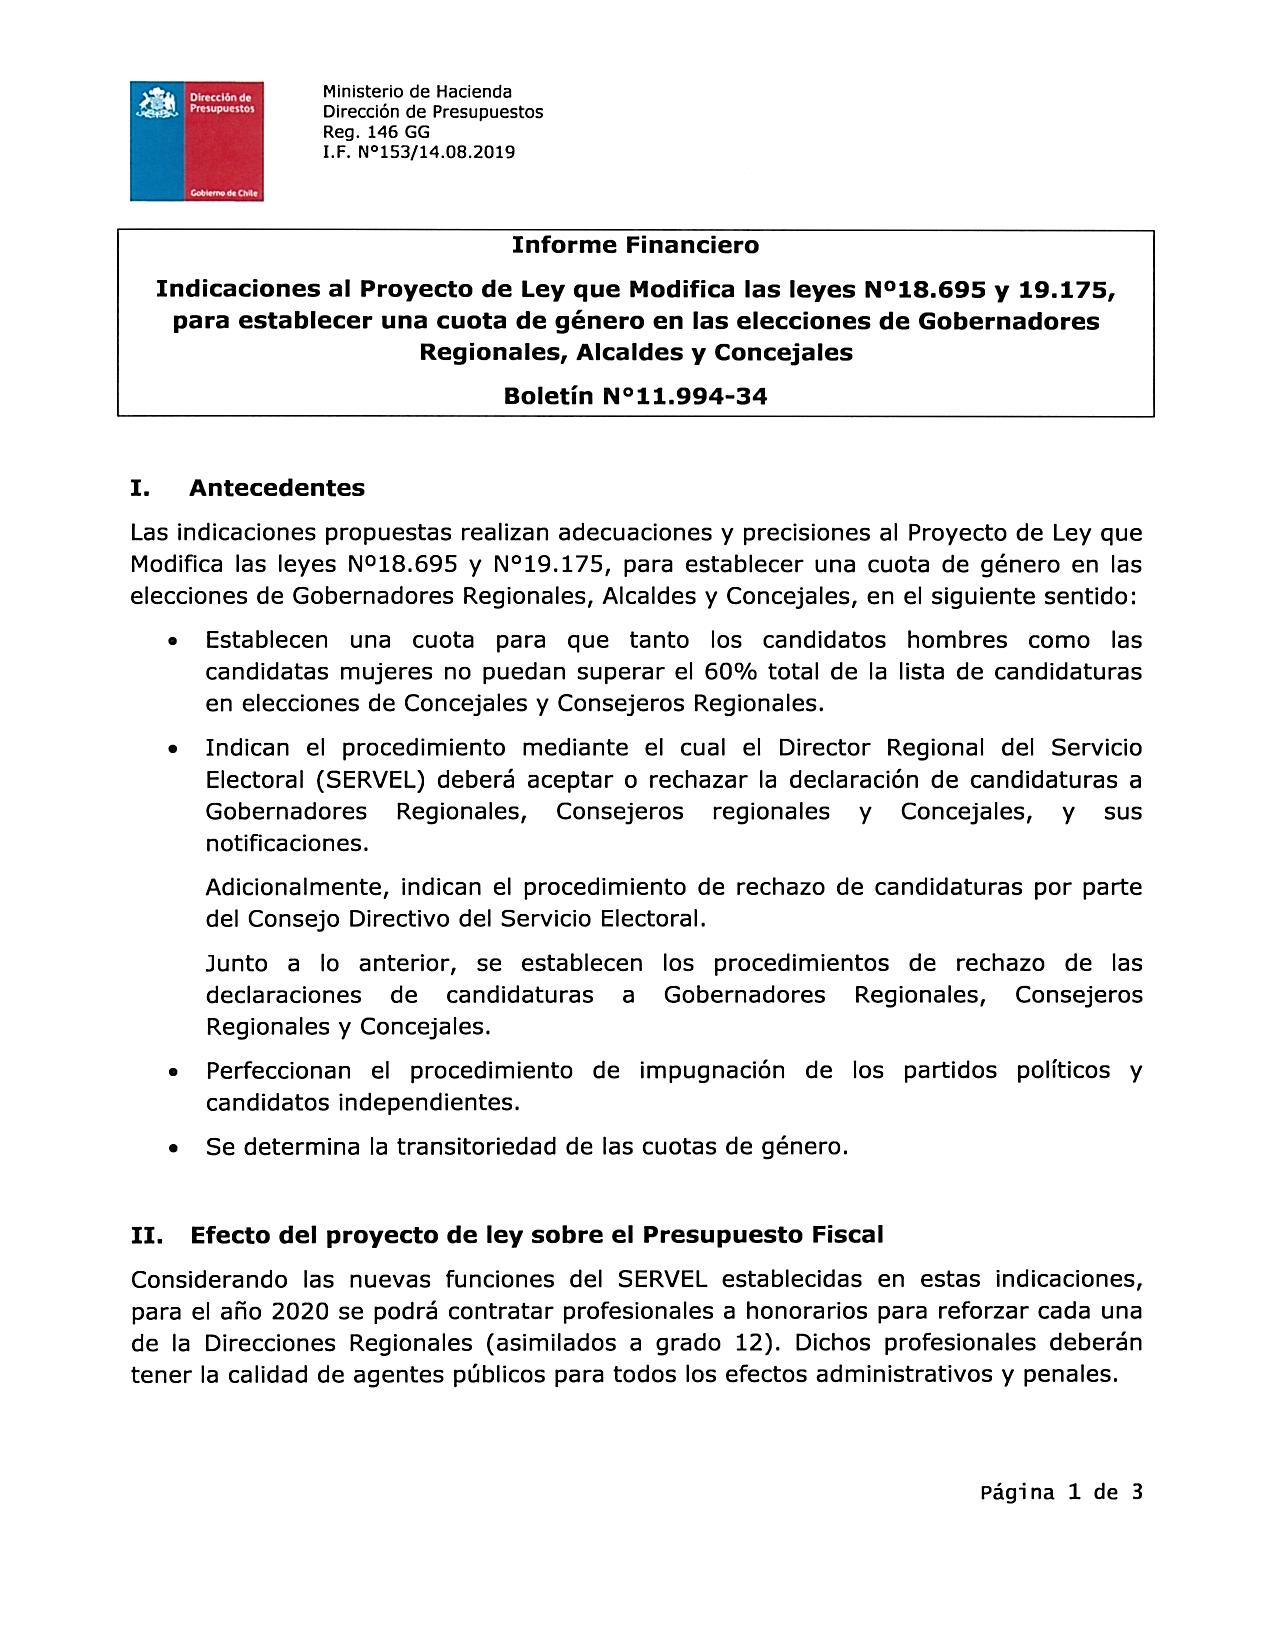 Dirección de
Presupuestos
Gobierno de Chile
Ministerio de Hacienda
Dirección de Presupuestos
Reg. 146 GG
I.F. N°153/14.08.2019
Informe Financiero
Indicaciones al Proyecto de Ley que Modifica las leyes Nº18.695 y 19.175,
para establecer una cuota de género en las elecciones de Gobernadores
Regionales, Alcaldes y Concejales
Boletín N°11.994-34
I. Antecedentes
Las indicaciones propuestas realizan adecuaciones y precisiones al Proyecto de Ley que
Modifica las leyes Nº18.695 y N°19.175, para establecer una cuota de género en las
elecciones de Gobernadores Regionales, Alcaldes y Concejales, en el siguiente sentido:
• Establecen una cuota para que tanto los candidatos hombres como las
candidatas mujeres no puedan superar el 60% total de la lista de candidaturas
en elecciones de Concejales y Consejeros Regionales.
• Indican el procedimiento mediante el cual el Director Regional del Servicio
Electoral (SERVEL) deberá aceptar o rechazar la declaración de candidaturas a
Gobernadores Regionales, Consejeros regionales y Concejales, y sus
notificaciones.
Adicionalmente, indican el procedimiento de rechazo de candidaturas por parte
del Consejo Directivo del Servicio Electoral.
Junto a lo anterior, se establecen los procedimientos de rechazo de las
declaraciones de candidaturas a Gobernadores Regionales, Consejeros
Regionales y Concejales.
• Perfeccionan el procedimiento de impugnación de los partidos políticos y
candidatos independientes.
• Se determina la transitoriedad de las cuotas de género.
II. Efecto del proyecto de ley sobre el Presupuesto Fiscal
Considerando las nuevas funciones del SERVEL establecidas en estas indicaciones,
para el año 2020 se podrá contratar profesionales a honorarios para reforzar cada una
de la Direcciones Regionales (asimilados a grado 12). Dichos profesionales deberán
tener la calidad de agentes públicos para todos los efectos administrativos y penales.
Página 1 de 3